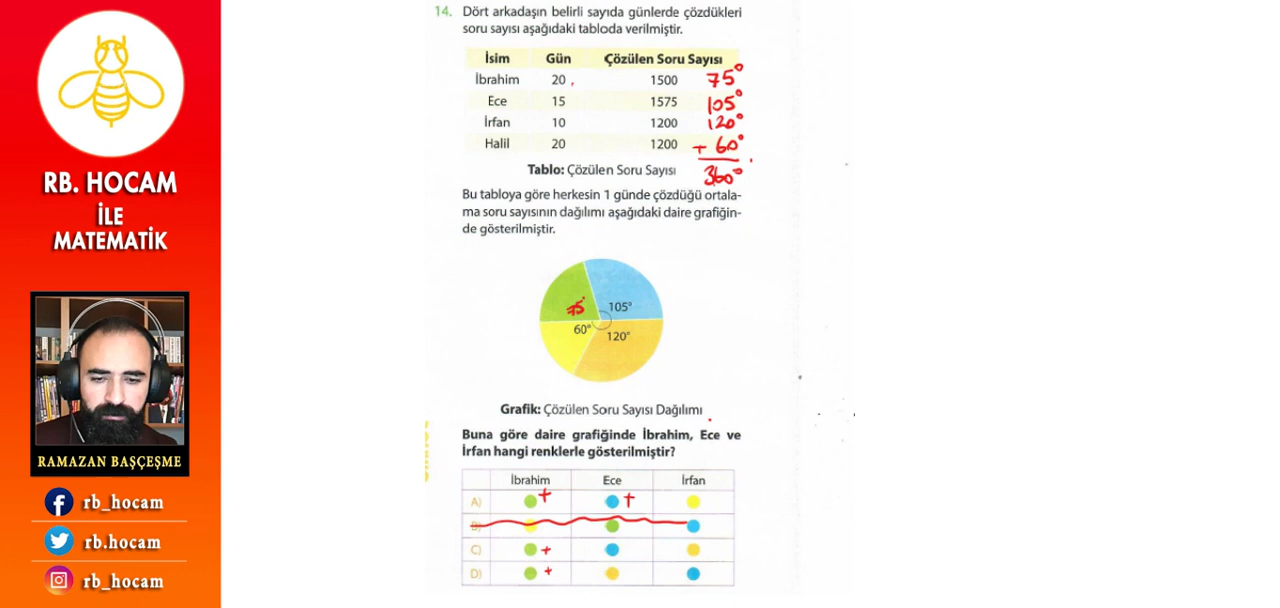 RB. HOCAM
İLE
MATEMATİK
RAMAZAN BAŞÇEŞME
rb_hocam
rb.hocam
rb_hocam
14. Dört arkadaşın belirli sayıda günlerde çözdükleri
soru sayısı aşağıdaki tabloda verilmiştir.
İsim Gün Çözülen Soru Sayısı
İbrahim 20 1500 75°
Ece 15 1575 105°
İrfan 10 1200 120°
Halil 20 1200 + 60°
Tablo: Çözülen Soru Sayısı 360°
Bu tabloya göre herkesin 1 günde çözdüğü ortala-
ma soru sayısının dağılımı aşağıdaki daire grafiğin-
de gösterilmiştir.
75° 105°
60° 120°
Grafik: Çözülen Soru Sayısı Dağılımı
Buna göre daire grafiğinde İbrahim, Ece ve
İrfan hangi renklerle gösterilmiştir?
İbrahim Ece İrfan
A) + +
B)
C) +
D) +